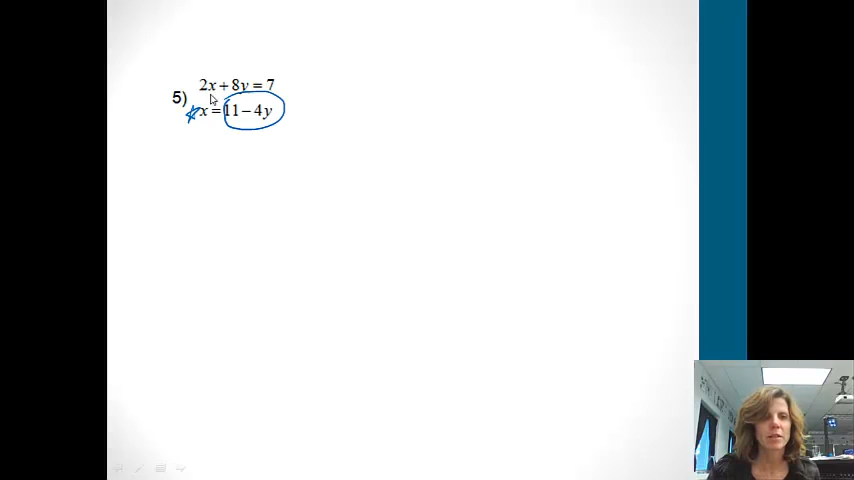 2x + 8y = 7
5)
x = 11 − 4y